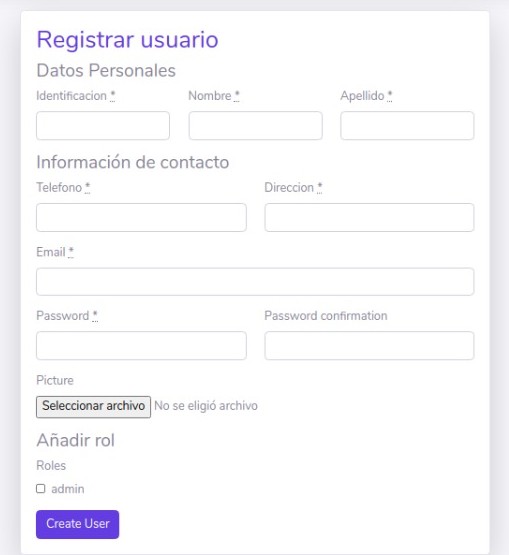 Registrar usuario
Datos Personales
Identificacion * Nombre * Apellido *
Información de contacto
Telefono * Direccion *
Email *
Password * Password confirmation
Picture
Seleccionar archivo No se eligió archivo
Añadir rol
Roles
admin
Create User